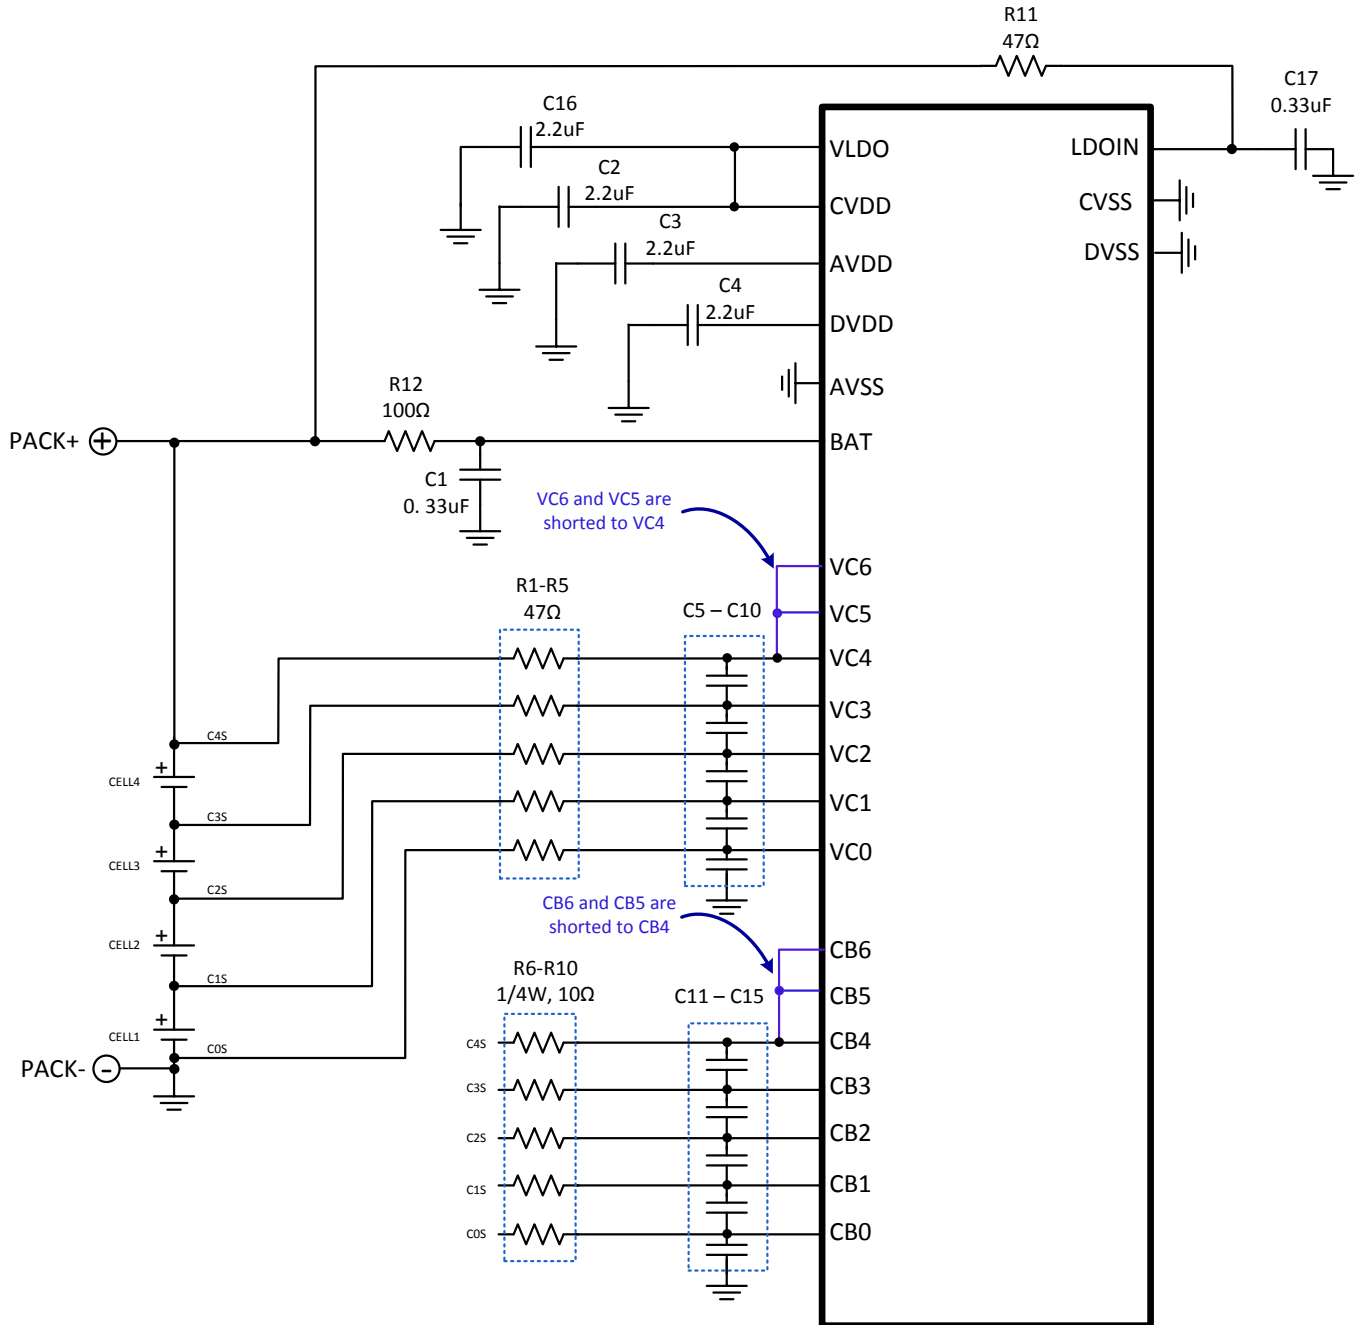 R11
47Ω
C17
0.33uF
C16
2.2uF
VLDO
LDOIN
C2
2.2uF
CVDD
CVSS
C3
2.2uF
AVDD
DVSS
C4
2.2uF
DVDD
AVSS
R12
100Ω
PACK+
+
BAT
C1
0. 33uF
VC6 and VC5 are
shorted to VC4
VC6
R1-R5
47Ω
C5 – C10
VC5
VC4
VC3
C4S
VC2
+
CELL4
VC1
C3S
VC0
+
CELL3
C2S
CB6 and CB5 are
shorted to CB4
+
CELL2
CB6
C1S
R6-R10
1/4W, 10Ω
C11 – C15
CB5
+
CELL1
C0S
C4S
CB4
PACK-
-
C3S
CB3
C2S
CB2
C1S
CB1
C0S
CB0